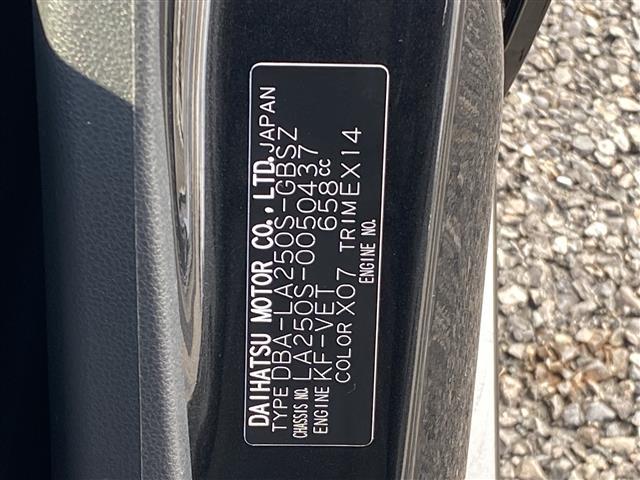 DAIHATSU MOTOR CO., LTD. JAPAN
TYPE DBA-LA250S-GBSZ
CHASSIS NO. LA250S-0050437
ENGINE KF-VET 658cc
COLOR X07 TRIM EX14
ENGINE NO.